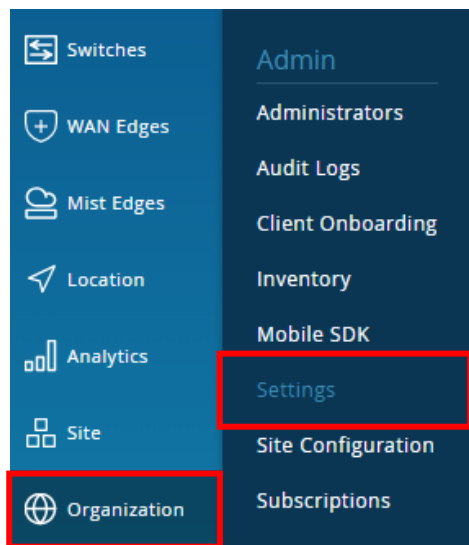 Switches
WAN Edges
Mist Edges
Location
Analytics
Site
Organization
Admin
Administrators
Audit Logs
Client Onboarding
Inventory
Mobile SDK
Settings
Site Configuration
Subscriptions